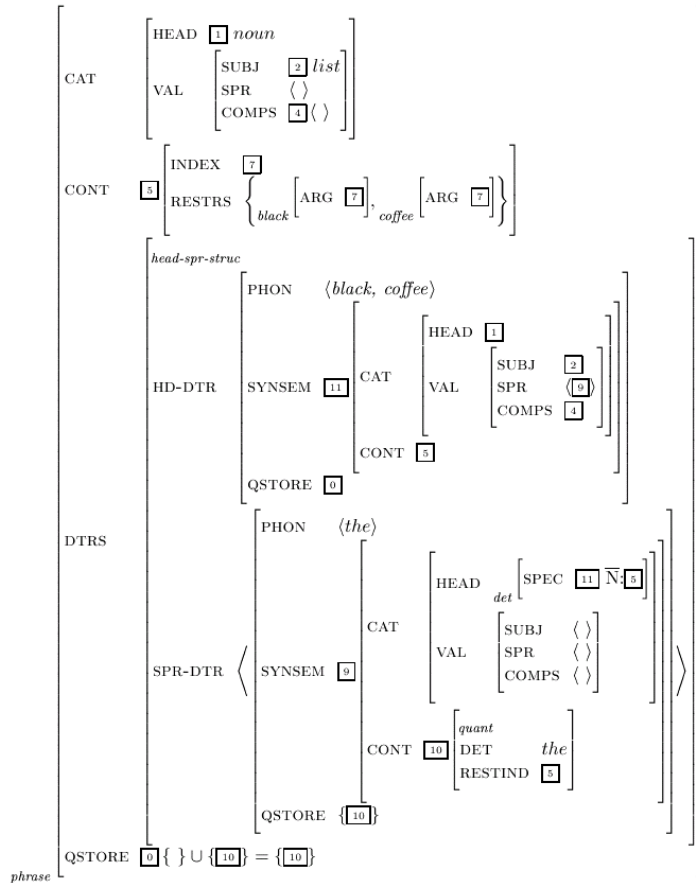 HEAD 1 noun
SUBJ 2 list
CAT
VAL SPR ⟨ ⟩
COMPS 4 ⟨ ⟩
INDEX 7
CONT 5
RESTRS { black [ARG 7], coffee [ARG 7] }
head-spr-struc
PHON ⟨black, coffee⟩
HEAD 1
SUBJ 2
CAT
HD-DTR SYNSEM 11 VAL SPR ⟨9⟩
COMPS 4
CONT 5
QSTORE 0
PHON ⟨the⟩
DTRS
HEAD det [SPEC 11 N̅: 5]
CAT
SUBJ ⟨ ⟩
VAL SPR ⟨ ⟩
SPR-DTR ⟨ SYNSEM 9 COMPS ⟨ ⟩ ⟩
quant
CONT 10 DET the
RESTIND 5
QSTORE {10}
QSTORE 0 { } ∪ {10} = {10}
phrase